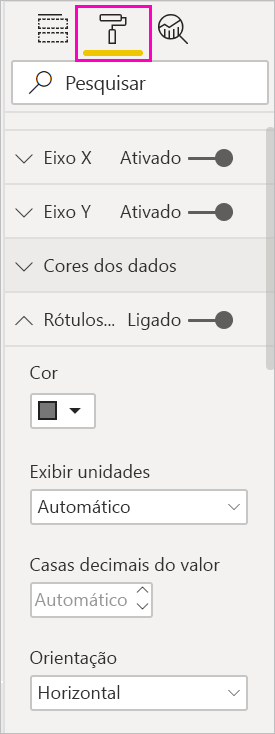 Pesquisar
Eixo X Ativado
Eixo Y Ativado
Cores dos dados
Rótulos... Ligado
Cor
Exibir unidades
Automático
Casas decimais do valor
Automático
Orientação
Horizontal